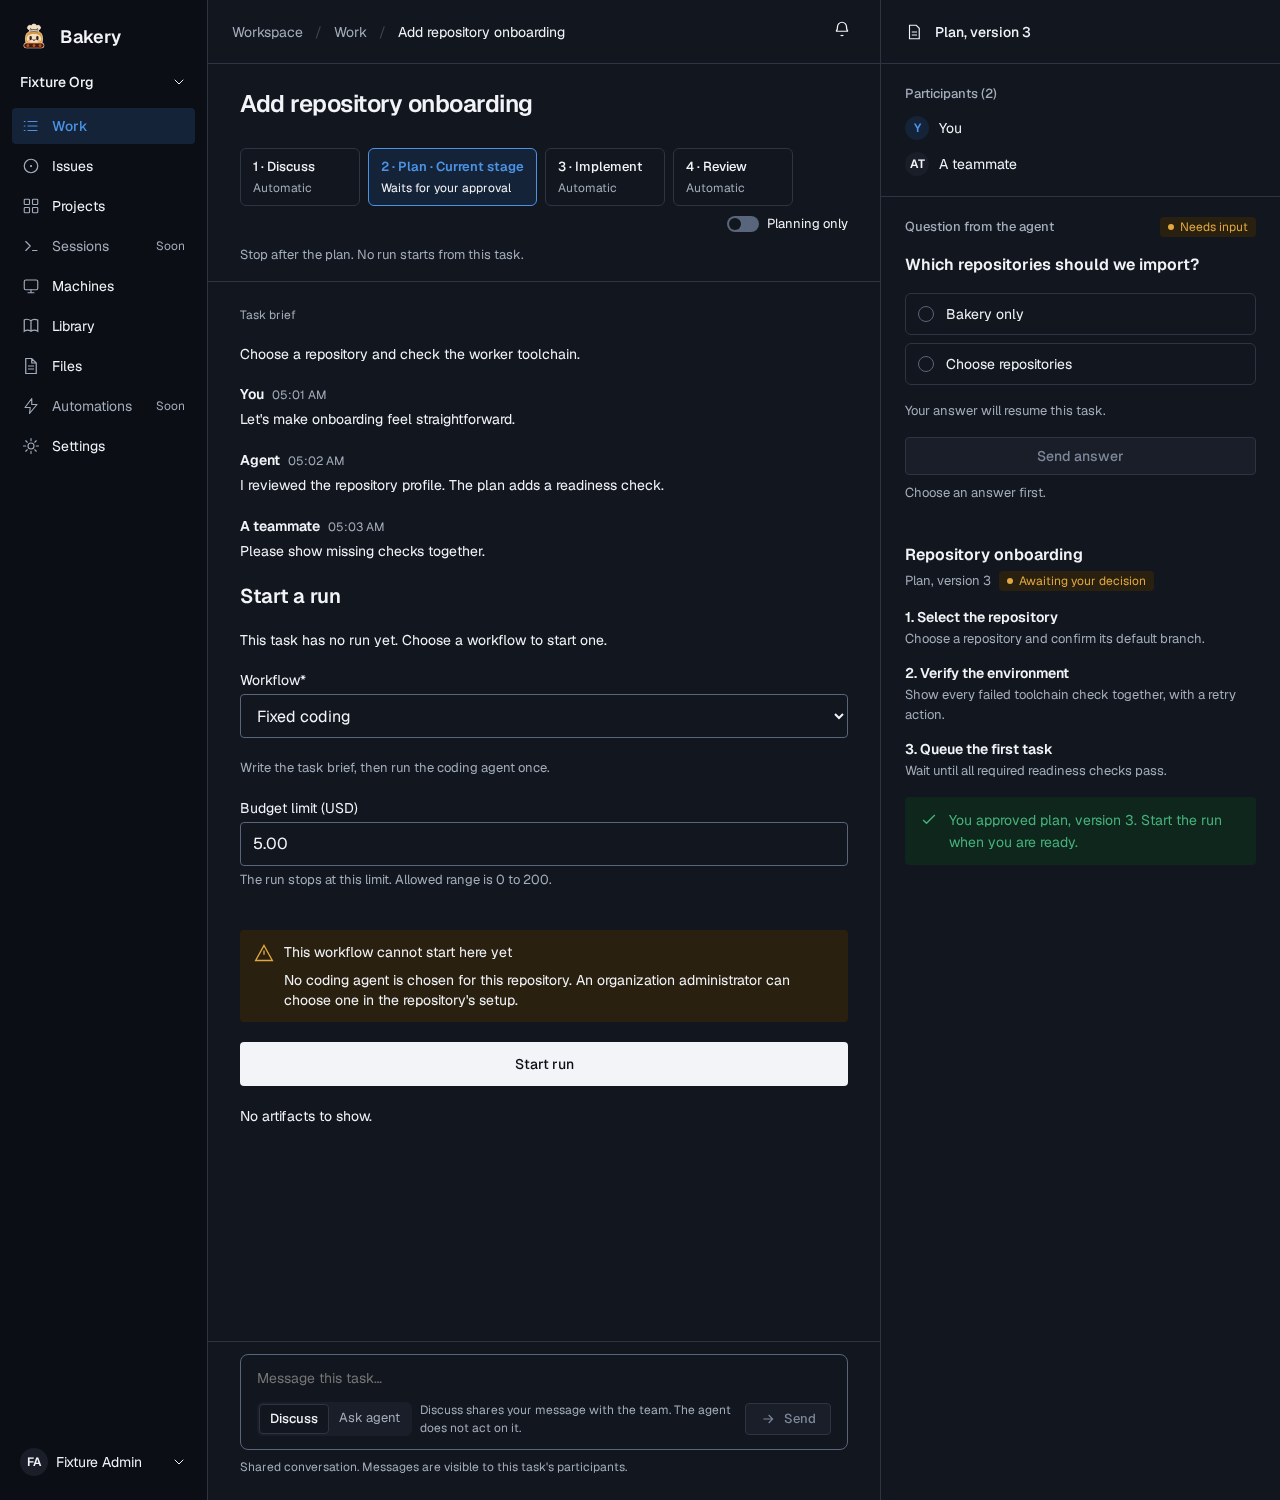 Bakery
Fixture Org
Work
Issues
Projects
Sessions Soon
Machines
Library
Files
Automations Soon
Settings
FA Fixture Admin
Workspace / Work / Add repository onboarding
Add repository onboarding
1 · Discuss
Automatic
2 · Plan · Current stage
Waits for your approval
3 · Implement
Automatic
4 · Review
Automatic
Planning only
Stop after the plan. No run starts from this task.
Task brief
Choose a repository and check the worker toolchain.
You 05:01 AM
Let's make onboarding feel straightforward.
Agent 05:02 AM
I reviewed the repository profile. The plan adds a readiness check.
A teammate 05:03 AM
Please show missing checks together.
Start a run
This task has no run yet. Choose a workflow to start one.
Workflow*
Fixed coding
Write the task brief, then run the coding agent once.
Budget limit (USD)
5.00
The run stops at this limit. Allowed range is 0 to 200.
This workflow cannot start here yet
No coding agent is chosen for this repository. An organization administrator can
choose one in the repository's setup.
Start run
No artifacts to show.
Message this task...
Discuss Ask agent
Discuss shares your message with the team. The agent
does not act on it.
Send
Shared conversation. Messages are visible to this task's participants.
Plan, version 3
Participants (2)
Y You
AT A teammate
Question from the agent Needs input
Which repositories should we import?
Bakery only
Choose repositories
Your answer will resume this task.
Send answer
Choose an answer first.
Repository onboarding
Plan, version 3 Awaiting your decision
1. Select the repository
Choose a repository and confirm its default branch.
2. Verify the environment
Show every failed toolchain check together, with a retry
action.
3. Queue the first task
Wait until all required readiness checks pass.
You approved plan, version 3. Start the run
when you are ready.